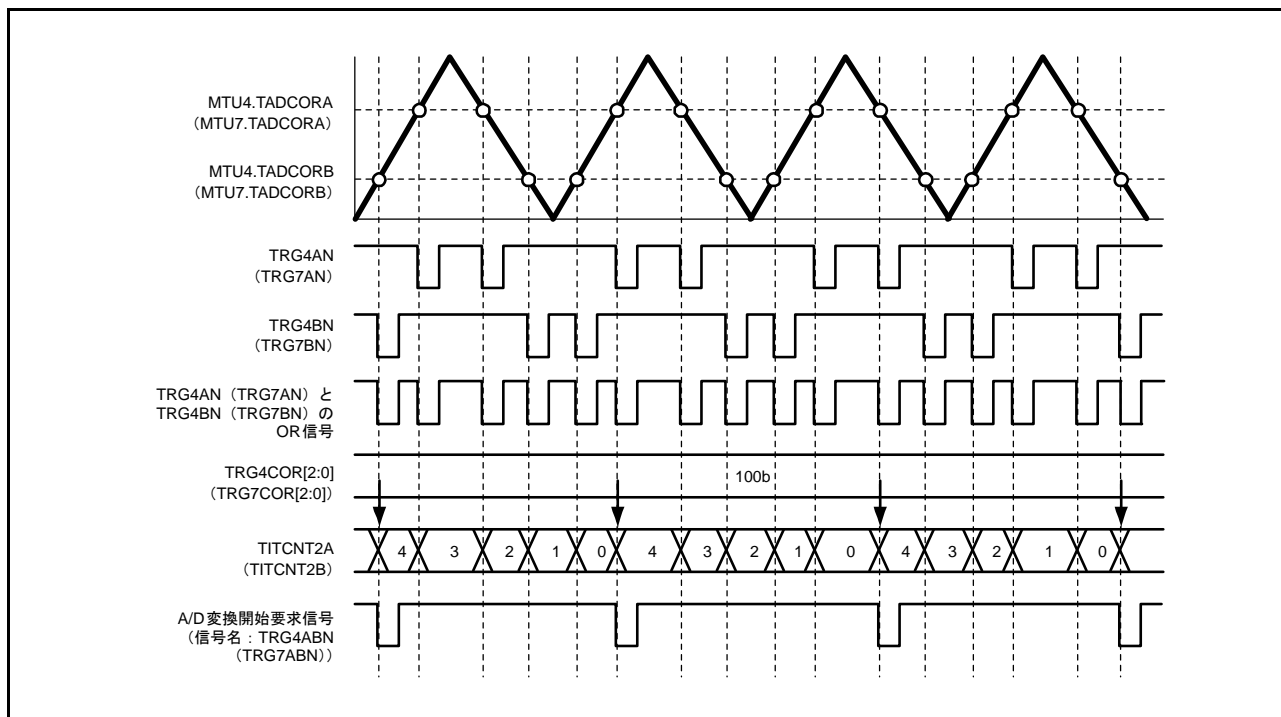 MTU4.TADCORA
（MTU7.TADCORA）
MTU4.TADCORB
（MTU7.TADCORB）
TRG4AN
（TRG7AN）
TRG4BN
（TRG7BN）
TRG4AN（TRG7AN）と
TRG4BN（TRG7BN）の
OR信号
TRG4COR[2:0]
（TRG7COR[2:0]）
100b
TITCNT2A
（TITCNT2B）
4 3 2 1 0 4 3 2 1 0 4 3 2 1 0
A/D変換開始要求信号
（信号名：TRG4ABN
（TRG7ABN））